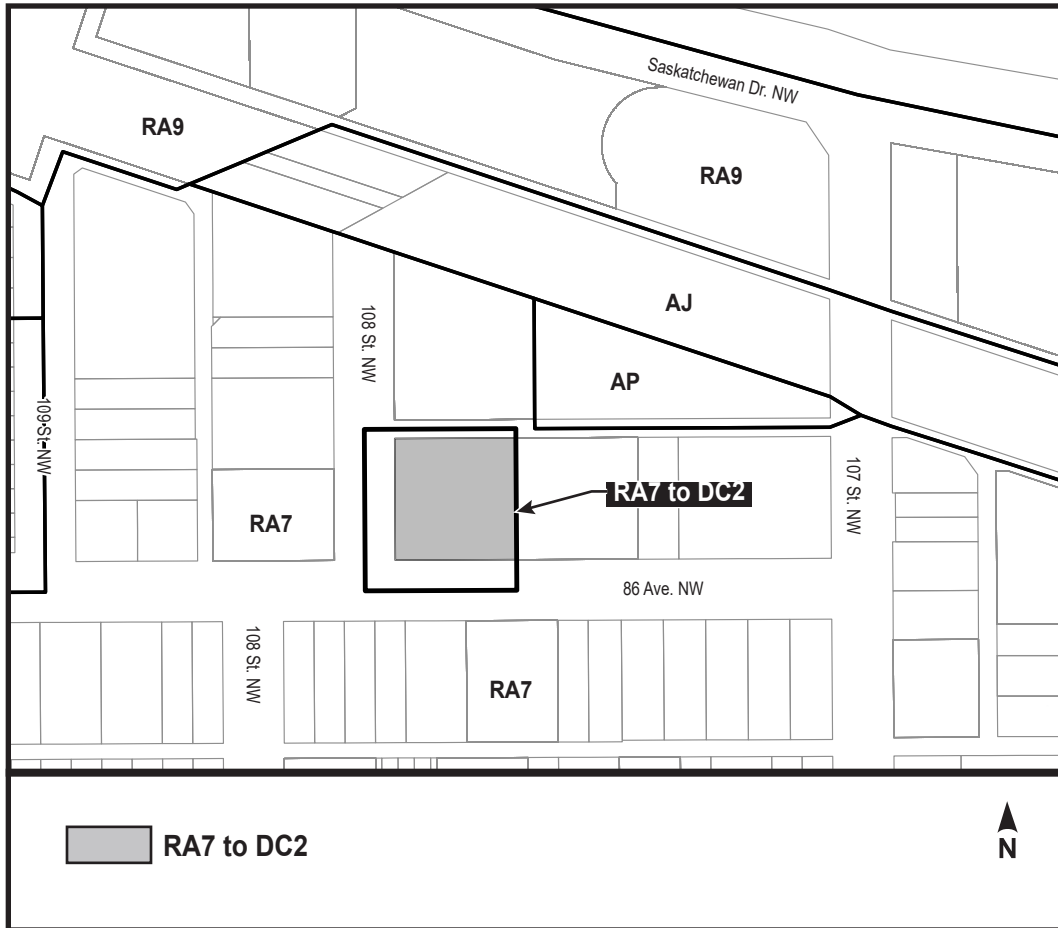 Saskatchewan Dr. NW
RA9
RA9
AJ
108 St. NW
AP
109 St. NW
RA7 to DC2
107 St. NW
RA7
86 Ave. NW
108 St. NW
RA7
RA7 to DC2
N